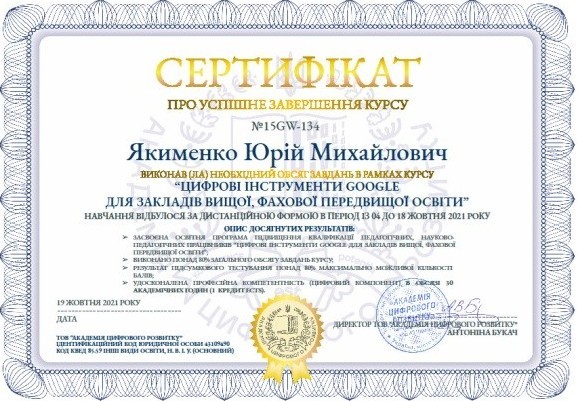 СЕРТИФІКАТ
ПРО УСПІШНЕ ЗАВЕРШЕННЯ КУРСУ
№15GW-134
Якименко Юрій Михайлович
ВИКОНАВ (ЛА) НЕОБХІДНИЙ ОБСЯГ ЗАВДАНЬ В РАМКАХ КУРСУ
“ЦИФРОВІ ІНСТРУМЕНТИ GOOGLE
ДЛЯ ЗАКЛАДІВ ВИЩОЇ, ФАХОВОЇ ПЕРЕДВИЩОЇ ОСВІТИ”
НАВЧАННЯ ВІДБУЛОСЯ ЗА ДИСТАНЦІЙНОЮ ФОРМОЮ В ПЕРІОД ІЗ 04 ДО 18 ЖОВТНЯ 2021 РОКУ
ОПИС ДОСЯГНУТИХ РЕЗУЛЬТАТІВ:
ЗАСВОЄНА ОСВІТНЯ ПРОГРАМА ПІДВИЩЕННЯ КВАЛІФІКАЦІЇ ПЕДАГОГІЧНИХ, НАУКОВО-
ПЕДАГОГІЧНИХ ПРАЦІВНИКІВ “ЦИФРОВІ ІНСТРУМЕНТИ GOOGLE ДЛЯ ЗАКЛАДІВ ВИЩОЇ, ФАХОВОЇ
ПЕРЕДВИЩОЇ ОСВІТИ”;
ВИКОНАНО ПОНАД 80% ЗАГАЛЬНОГО ОБСЯГУ ЗАВДАНЬ КУРСУ;
РЕЗУЛЬТАТ ПІДСУМКОВОГО ТЕСТУВАННЯ ПОНАД 80% МАКСИМАЛЬНО МОЖЛИВОЇ КІЛЬКОСТІ
БАЛІВ;
УДОСКОНАЛЕНА ПРОФЕСІЙНА КОМПЕТЕНТНІСТЬ (ЦИФРОВИЙ КОМПОНЕНТ) В ОБСЯЗІ 30
АКАДЕМІЧНИХ ГОДИН (1 КРЕДИТ ЄКТС).
19 ЖОВТНЯ 2021 РОКУ
ДАТА
ДИРЕКТОР ТОВ “АКАДЕМІЯ ЦИФРОВОГО РОЗВИТКУ”
АНТОНІНА БУКАЧ
ТОВ “АКАДЕМІЯ ЦИФРОВОГО РОЗВИТКУ”
ІДЕНТИФІКАЦІЙНИЙ КОД ЮРИДИЧНОЇ ОСОБИ 43109490
КОД КВЕД 85.59 ІНШІ ВИДИ ОСВІТИ, Н. В. І. У. (ОСНОВНИЙ)